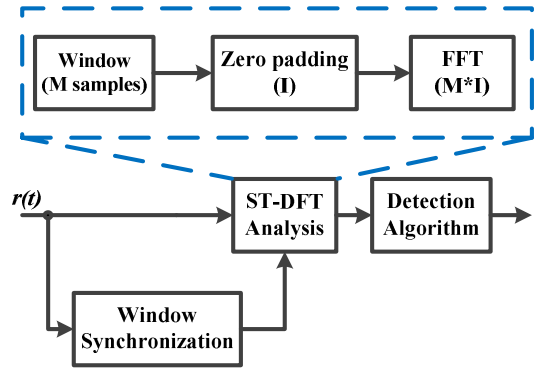 Window
(M samples)
Zero padding
(I)
FFT
(M*I)
r(t)
ST-DFT
Analysis
Detection
Algorithm
Window
Synchronization